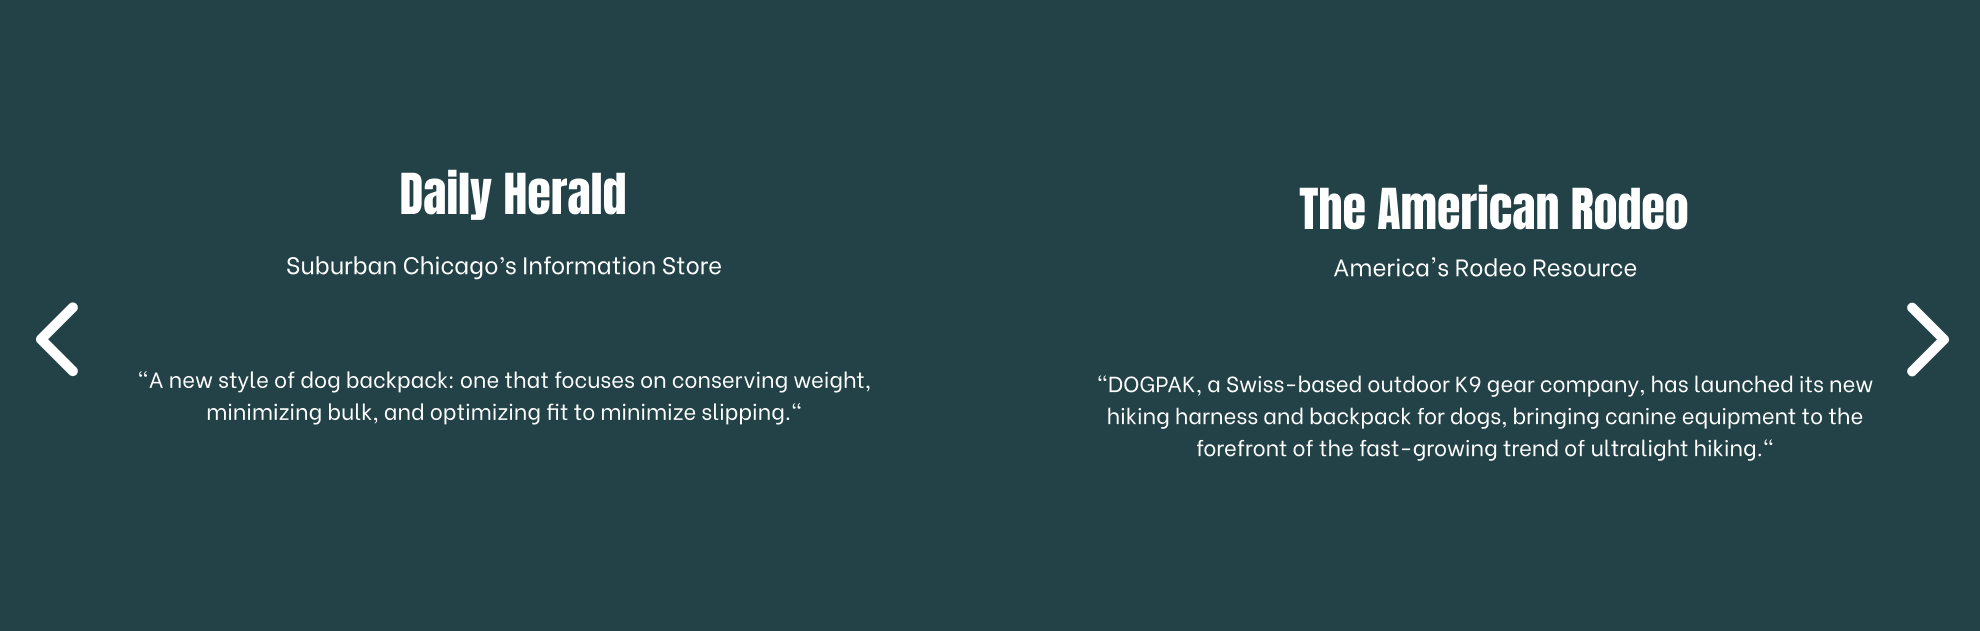 Daily Herald
Suburban Chicago’s Information Store
“A new style of dog backpack: one that focuses on conserving weight,
minimizing bulk, and optimizing fit to minimize slipping.“
The American Rodeo
America’s Rodeo Resource
“DOGPAK, a Swiss-based outdoor K9 gear company, has launched its new
hiking harness and backpack for dogs, bringing canine equipment to the
forefront of the fast-growing trend of ultralight hiking.“